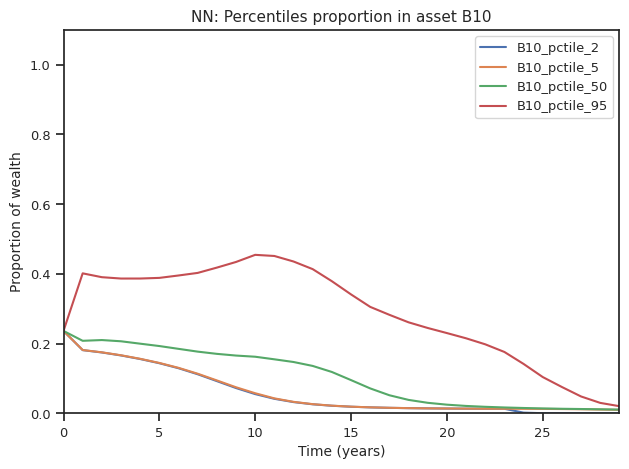 NN: Percentiles proportion in asset B10
B10_pctile_2
B10_pctile_5
B10_pctile_50
B10_pctile_95
Proportion of wealth
1.0
0.8
0.6
0.4
0.2
0.0
0 5 10 15 20 25
Time (years)